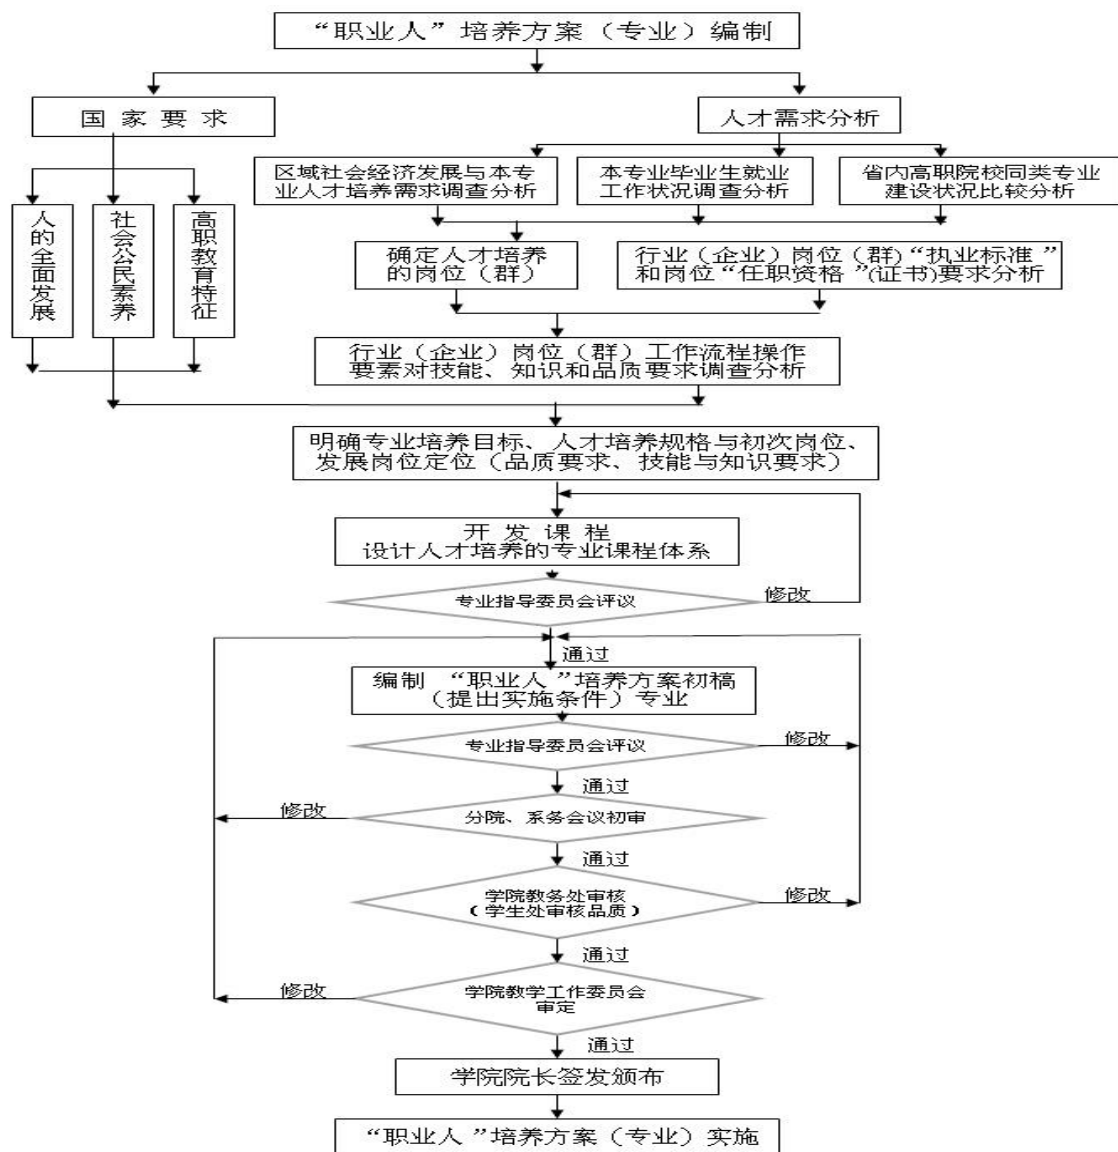 “职业人”培养方案（专业）编制
国家要求
人才需求分析
区域社会经济发展与本专
业人才培养需求调查分析
本专业毕业生就业
工作状况调查分析
省内高职院校同类专业
建设状况比较分析
人的全面发展
社会公民素养
高职教育特征
确定人才培养
的岗位（群）
行业（企业）岗位（群）“执业标准”
和岗位“任职资格”(证书)要求分析
行业（企业）岗位（群）工作流程操作
要素对技能、知识和品质要求调查分析
明确专业培养目标、人才培养规格与初次岗位、
发展岗位定位（品质要求、技能与知识要求）
开发课程
设计人才培养的专业课程体系
专业指导委员会评议
修改
通过
编制 “职业人”培养方案初稿
（提出实施条件）专业
专业指导委员会评议
修改
通过
修改
分院、系务会议初审
通过
学院教务处审核
（学生处审核品质）
修改
通过
修改
学院教学工作委员会
审定
通过
学院院长签发颁布
“职业人”培养方案（专业）实施